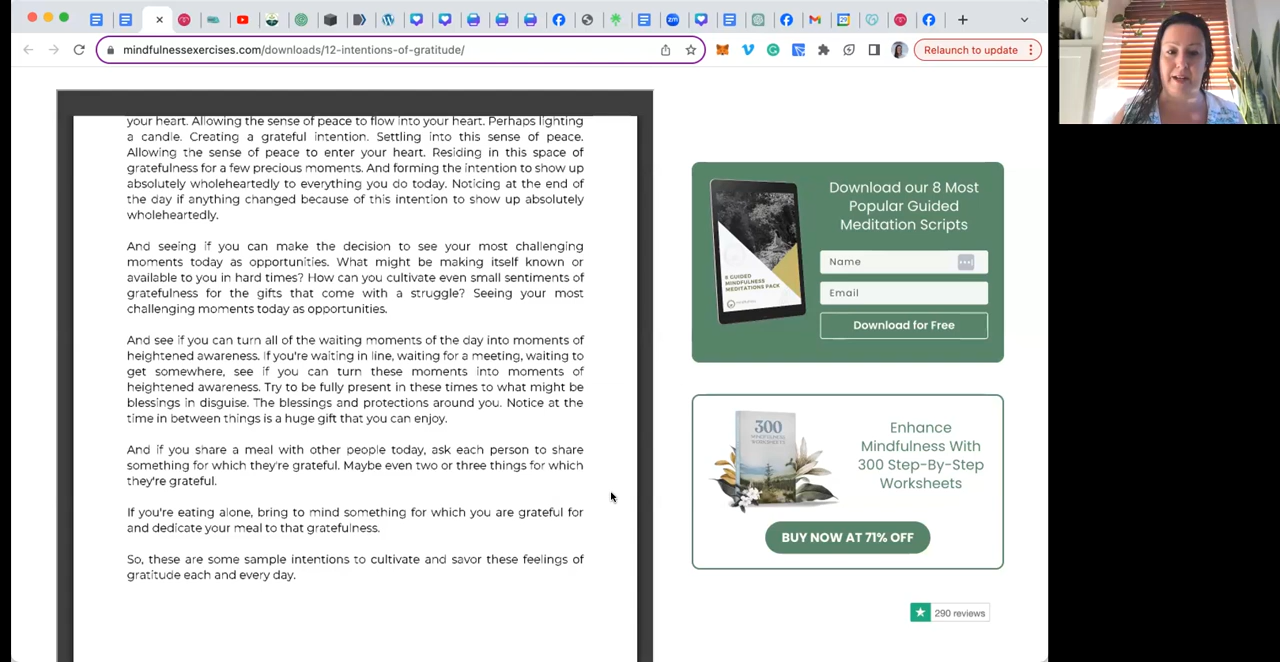 mindfulnessexercises.com/downloads/12-intentions-of-gratitude/
Relaunch to update
your heart. Allowing the sense of peace to flow into your heart. Perhaps lighting
a candle. Creating a grateful intention. Settling into this sense of peace.
Allowing the sense of peace to enter your heart. Residing in this space of
gratefulness for a few precious moments. And forming the intention to show up
absolutely wholeheartedly to everything you do today. Noticing at the end of
the day if anything changed because of this intention to show up absolutely
wholeheartedly.
And seeing if you can make the decision to see your most challenging
moments today as opportunities. What might be making itself known or
available to you in hard times? How can you cultivate even small sentiments of
gratefulness for the gifts that come with a struggle? Seeing your most
challenging moments today as opportunities.
And see if you can turn all of the waiting moments of the day into moments of
heightened awareness. If you're waiting in line, waiting for a meeting, waiting to
get somewhere, see if you can turn these moments into moments of
heightened awareness. Try to be fully present in these times to what might be
blessings in disguise. The blessings and protections around you. Notice at the
time in between things is a huge gift that you can enjoy.
And if you share a meal with other people today, ask each person to share
something for which they're grateful. Maybe even two or three things for which
they're grateful.
If you're eating alone, bring to mind something for which you are grateful for
and dedicate your meal to that gratefulness.
So, these are some sample intentions to cultivate and savor these feelings of
gratitude each and every day.
Download our 8 Most
Popular Guided
Meditation Scripts
8 GUIDED
MINDFULNESS
MEDITATIONS PACK
Name
Email
Download for Free
300
MINDFULNESS
WORKSHEETS
Enhance
Mindfulness With
300 Step-By-Step
Worksheets
BUY NOW AT 71% OFF
290 reviews